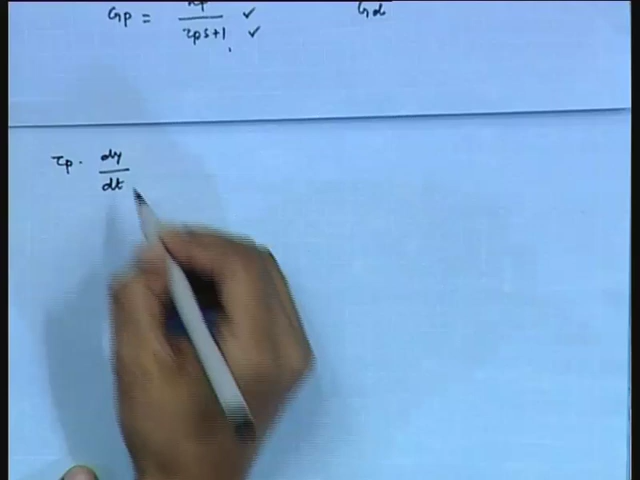 Gp = Kp / τps+1 ✓ ✓ Gd
τp · dy/dt